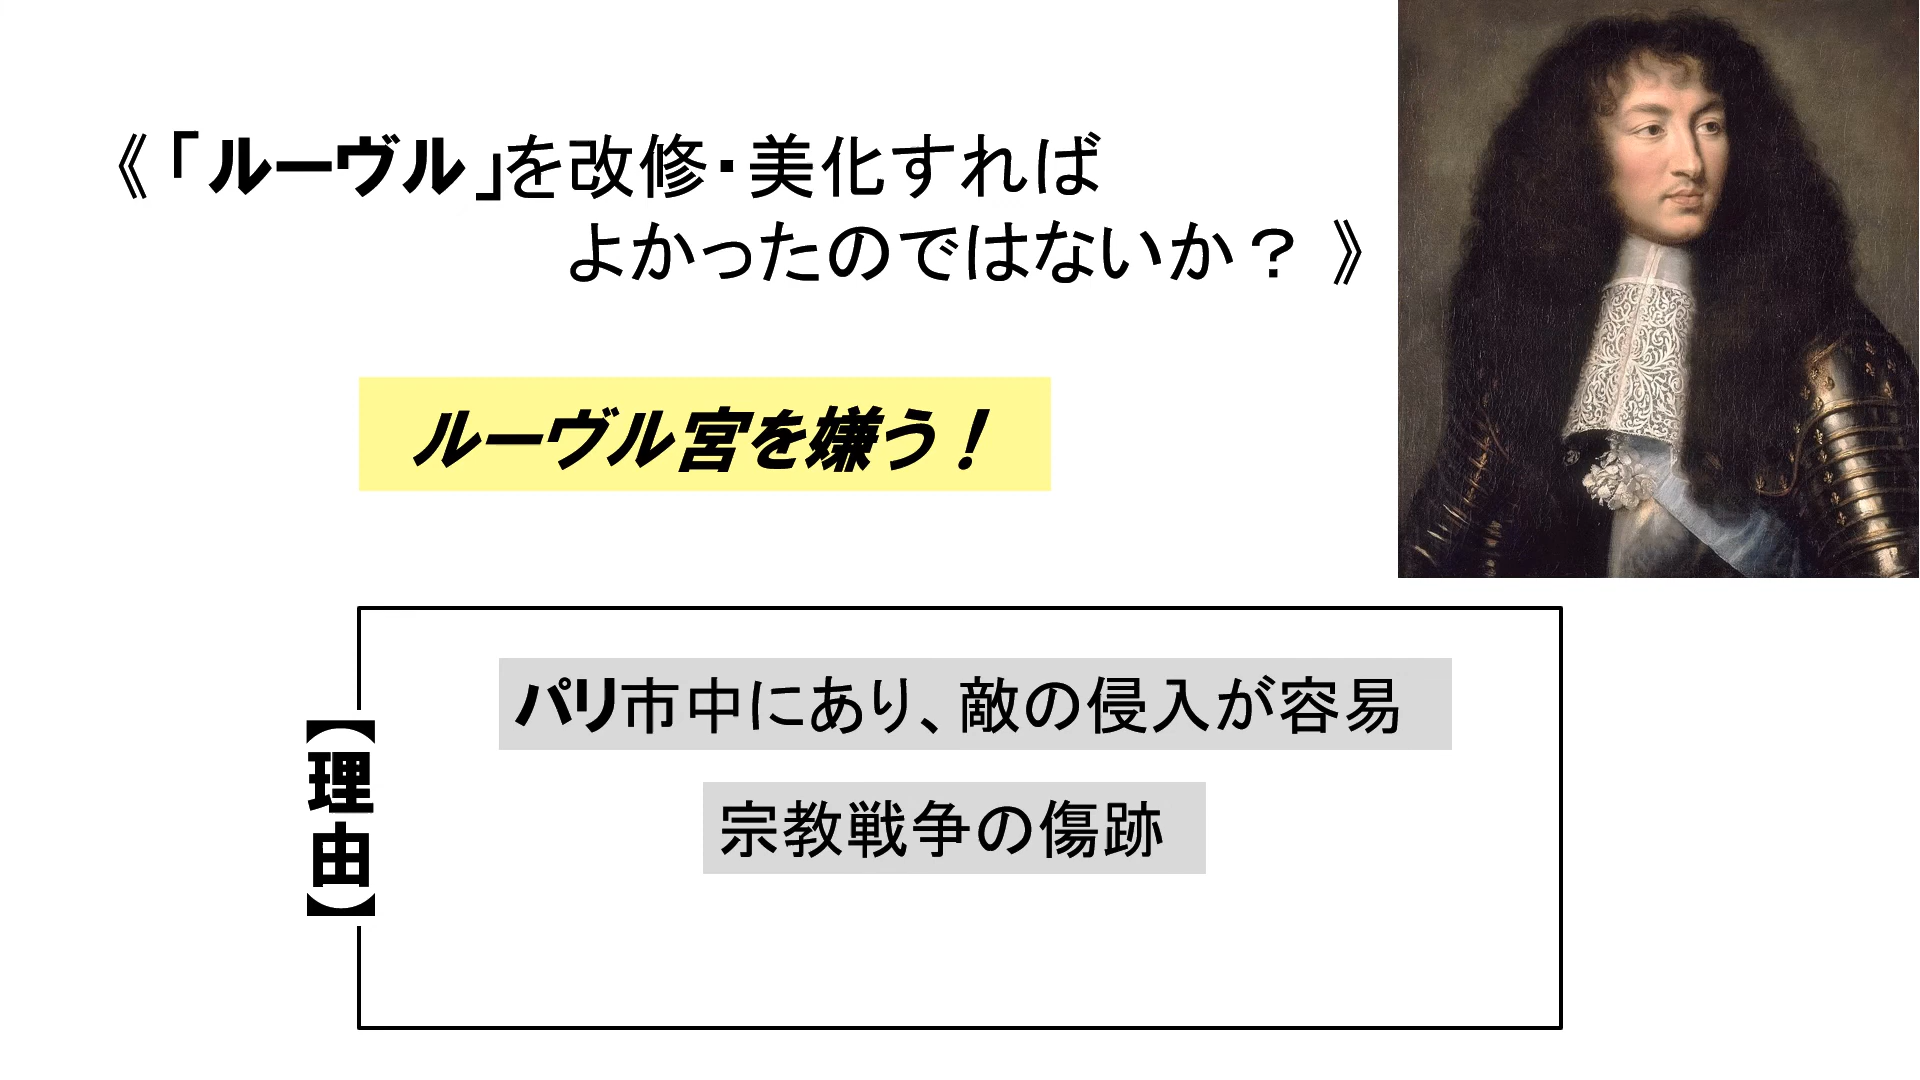 《「ルーヴル」を改修・美化すれば
よかったのではないか？》
ルーヴル宮を嫌う！
【理由】
パリ市中にあり、敵の侵入が容易
宗教戦争の傷跡